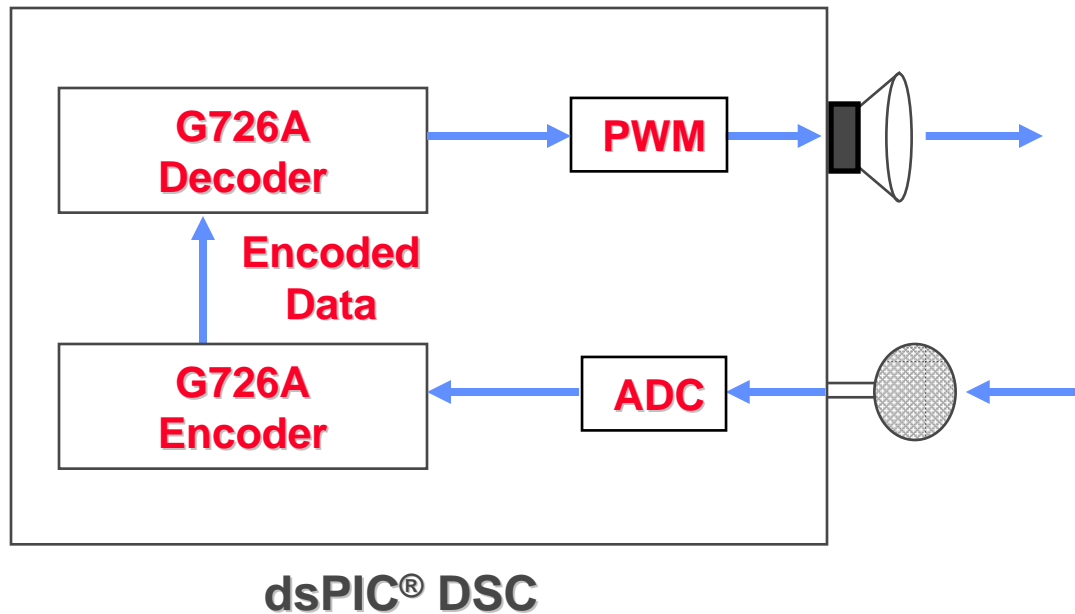 G726A
Decoder
PWM
Encoded
Data
G726A
Encoder
ADC
dsPIC® DSC